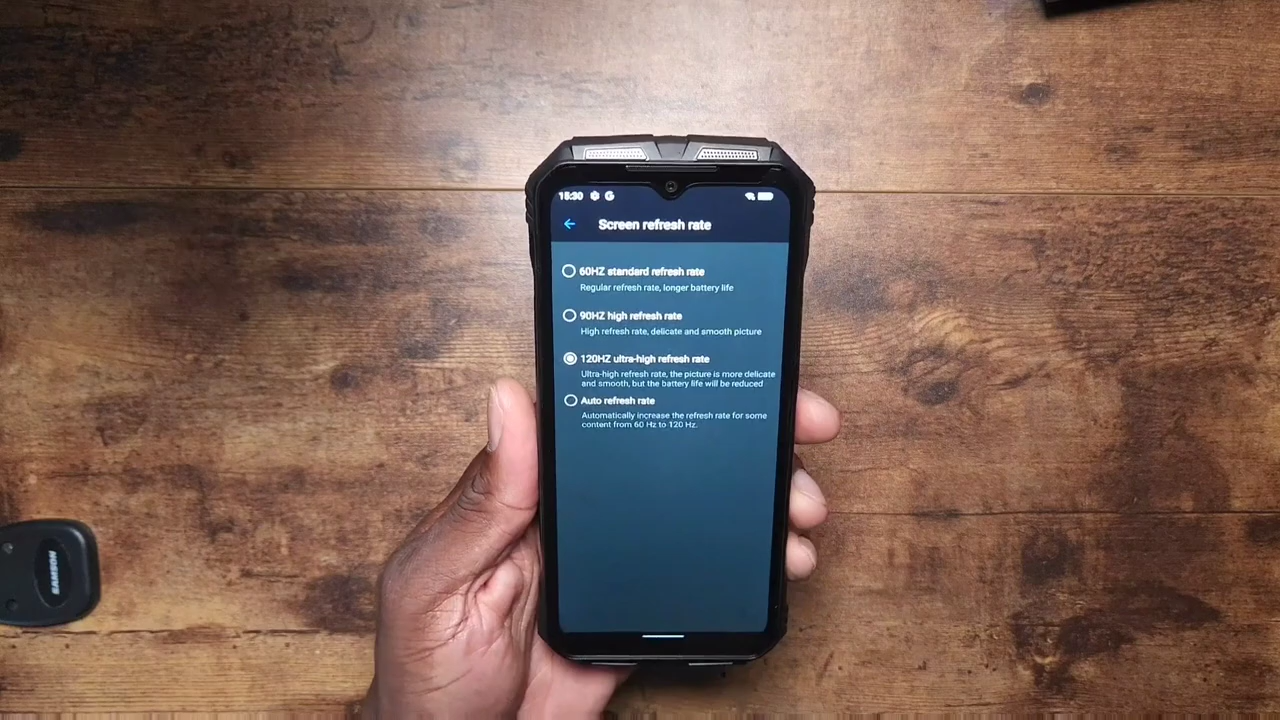 15:30
Screen refresh rate
60HZ standard refresh rate
Regular refresh rate, longer battery life
90HZ high refresh rate
High refresh rate, delicate and smooth picture
120HZ ultra-high refresh rate
Ultra-high refresh rate, the picture is more delicate
and smooth, but the battery life will be reduced
Auto refresh rate
Automatically increase the refresh rate for some
content from 60 Hz to 120 Hz.
SAMSON